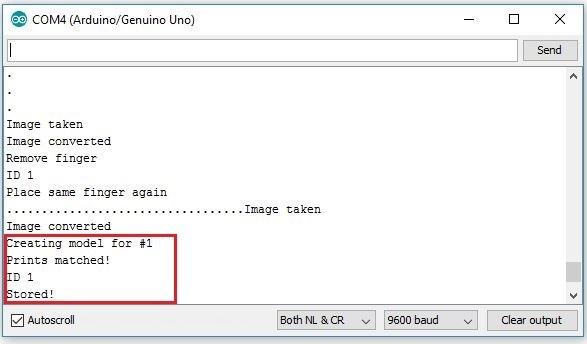 COM4 (Arduino/Genuino Uno)
Send
.
.
.
Image taken
Image converted
Remove finger
ID 1
Place same finger again
..................................Image taken
Image converted
Creating model for #1
Prints matched!
ID 1
Stored!
Autoscroll
Both NL & CR
9600 baud
Clear output